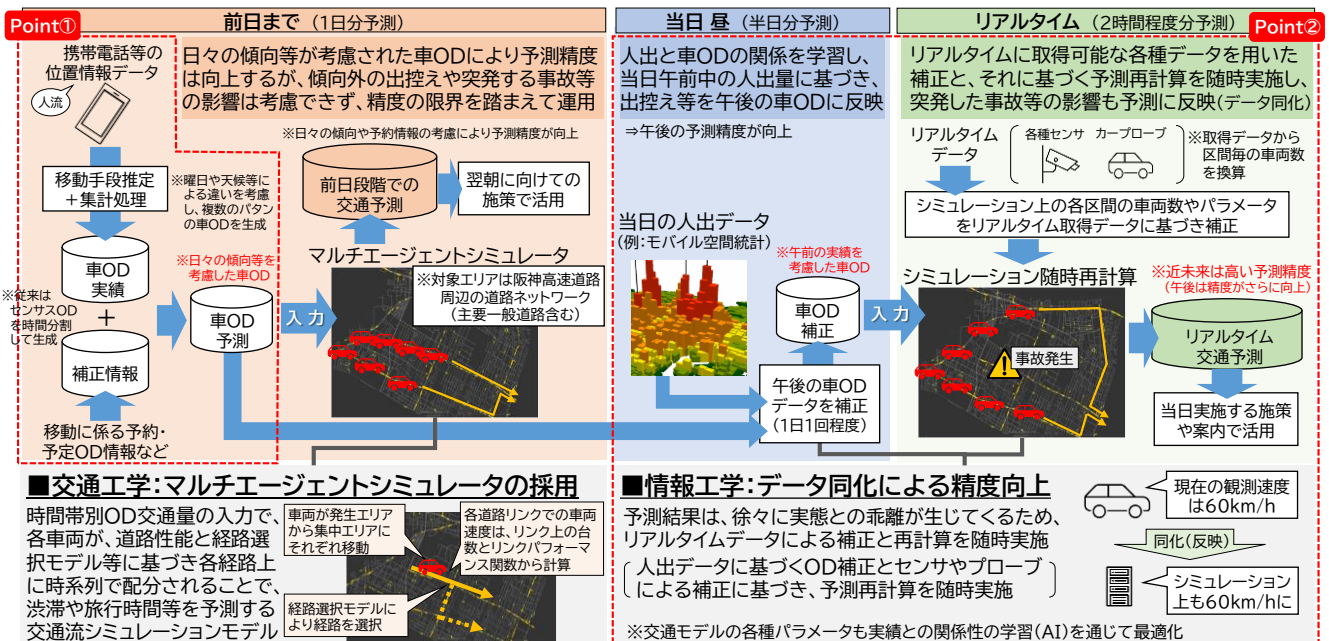 Point①
前日まで（1日分予測）
携帯電話等の
位置情報データ
人流
日々の傾向等が考慮された車ODにより予測精度
は向上するが、傾向外の出控えや突発する事故等
の影響は考慮できず、精度の限界を踏まえて運用
※日々の傾向や予約情報の考慮により予測精度が向上
移動手段推定
＋集計処理
※曜日や天候等
による違いを考慮
し、複数のパタン
の車ODを生成
前日段階での
交通予測
翌朝に向けての
施策で活用
車OD
実績
※日々の傾向等を
考慮した車OD
※従来は
センサスOD
を時間分割
して生成
＋
補正情報
車OD
予測
入力
マルチエージェントシミュレータ
※対象エリアは阪神高速道路
周辺の道路ネットワーク
（主要一般道路含む）
移動に係る予約・
予定OD情報など
当日 昼（半日分予測）
人出と車ODの関係を学習し、
当日午前中の人出量に基づき、
出控え等を午後の車ODに反映
⇒午後の予測精度が向上
当日の人出データ
（例：モバイル空間統計）
※午前の実績を
考慮した車OD
車OD
補正
入力
午後の車OD
データを補正
（1日1回程度）
リアルタイム（2時間程度分予測）
Point②
リアルタイムに取得可能な各種データを用いた
補正と、それに基づく予測再計算を随時実施し、
突発した事故等の影響も予測に反映（データ同化）
リアルタイム
データ
各種センサ カープローブ
※取得データから
区間毎の車両数
を換算
シミュレーション上の各区間の車両数やパラメータ
をリアルタイム取得データに基づき補正
シミュレーション随時再計算
事故発生
※近未来は高い予測精度
（午後は精度がさらに向上）
リアルタイム
交通予測
当日実施する施策
や案内で活用
■交通工学：マルチエージェントシミュレータの採用
時間帯別OD交通量の入力で、
各車両が、道路性能と経路選
択モデル等に基づき各経路上
に時系列で配分されることで、
渋滞や旅行時間等を予測する
交通流シミュレーションモデル
車両が発生エリア
から集中エリアに
それぞれ移動
各道路リンクでの車両
速度は、リンク上の台
数とリンクパフォーマ
ンス関数から計算
経路選択モデルに
より経路を選択
■情報工学：データ同化による精度向上
予測結果は、徐々に実態との乖離が生じてくるため、
リアルタイムデータによる補正と再計算を随時実施
人出データに基づくOD補正とセンサやプローブ
による補正に基づき、予測再計算を随時実施
※交通モデルの各種パラメータも実績との関係性の学習（AI）を通じて最適化
現在の観測速度
は60km/h
同化（反映）
シミュレーション
上も60km/hに